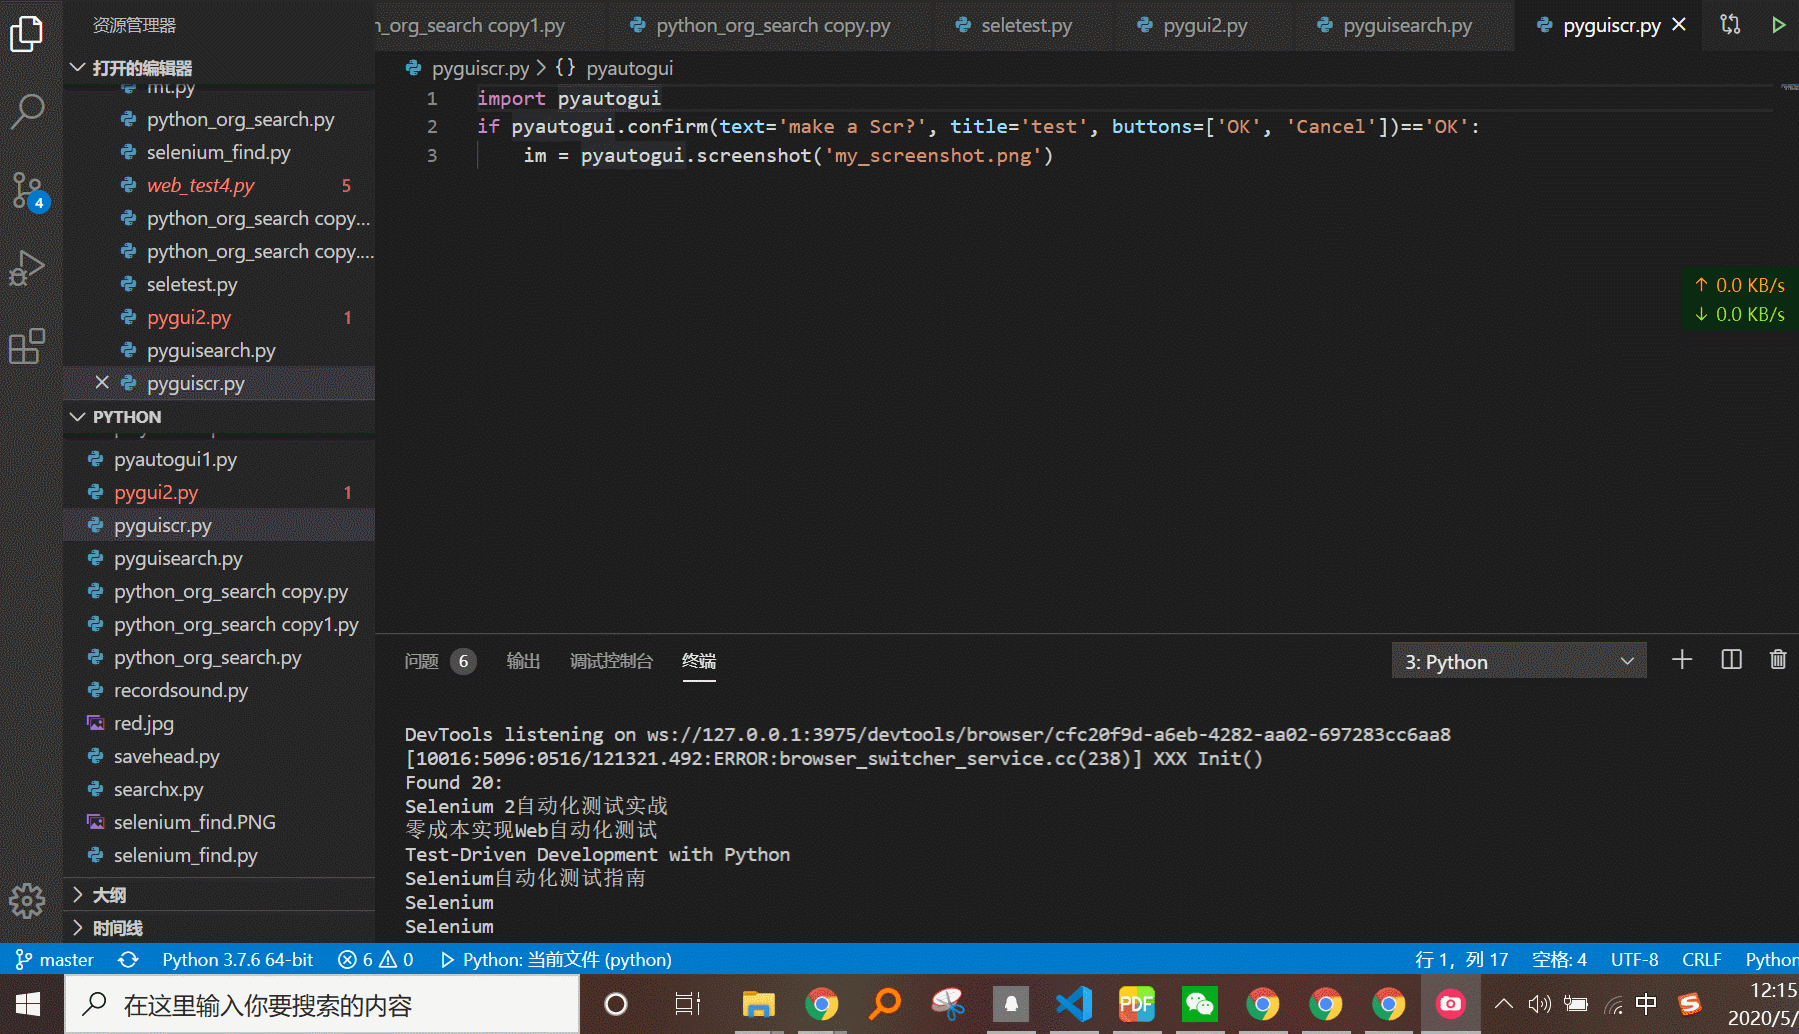 资源管理器
打开的编辑器
mt.py
python_org_search.py
selenium_find.py
web_test4.py 5
python_org_search copy...
python_org_search copy....
seletest.py
pygui2.py 1
pyguisearch.py
pyguiscr.py
PYTHON
pyautogui1.py
pygui2.py 1
pyguiscr.py
pyguisearch.py
python_org_search copy.py
python_org_search copy1.py
python_org_search.py
recordsound.py
red.jpg
savehead.py
searchx.py
selenium_find.PNG
selenium_find.py
大纲
时间线
4
_org_search copy1.py python_org_search copy.py seletest.py pygui2.py pyguisearch.py pyguiscr.py
pyguiscr.py > {} pyautogui
1 import pyautogui
2 if pyautogui.confirm(text='make a Scr?', title='test', buttons=['OK', 'Cancel'])=='OK':
3 im = pyautogui.screenshot('my_screenshot.png')
↑ 0.0 KB/s
↓ 0.0 KB/s
问题 6 输出 调试控制台 终端 3: Python
DevTools listening on ws://127.0.0.1:3975/devtools/browser/cfc20f9d-a6eb-4282-aa02-697283cc6aa8
[10016:5096:0516/121321.492:ERROR:browser_switcher_service.cc(238)] XXX Init()
Found 20:
Selenium 2自动化测试实战
零成本实现Web自动化测试
Test-Driven Development with Python
Selenium自动化测试指南
Selenium
Selenium
master Python 3.7.6 64-bit 6 0 Python: 当前文件 (python) 行 1，列 17 空格: 4 UTF-8 CRLF Python
在这里输入你要搜索的内容 PDF 中 12:15
2020/5/